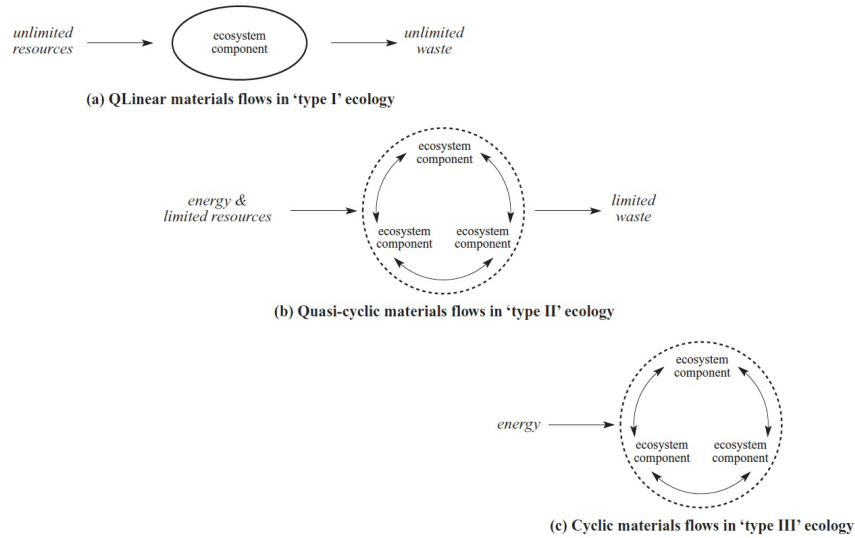 unlimited
resources
ecosystem
component
unlimited
waste
(a) QLinear materials flows in ‘type I’ ecology
ecosystem
component
energy &
limited resources
ecosystem
component
ecosystem
component
limited
waste
(b) Quasi-cyclic materials flows in ‘type II’ ecology
ecosystem
component
energy
ecosystem
component
ecosystem
component
(c) Cyclic materials flows in ‘type III’ ecology